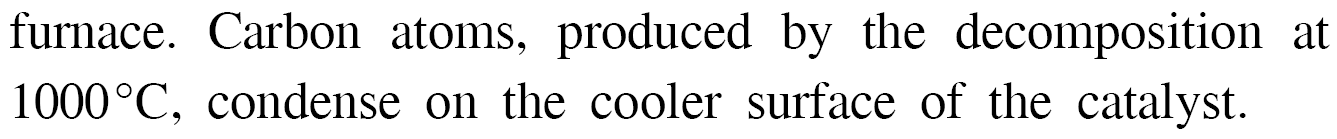 furnace. Carbon atoms, produced by the decomposition at
1000°C, condense on the cooler surface of the catalyst.